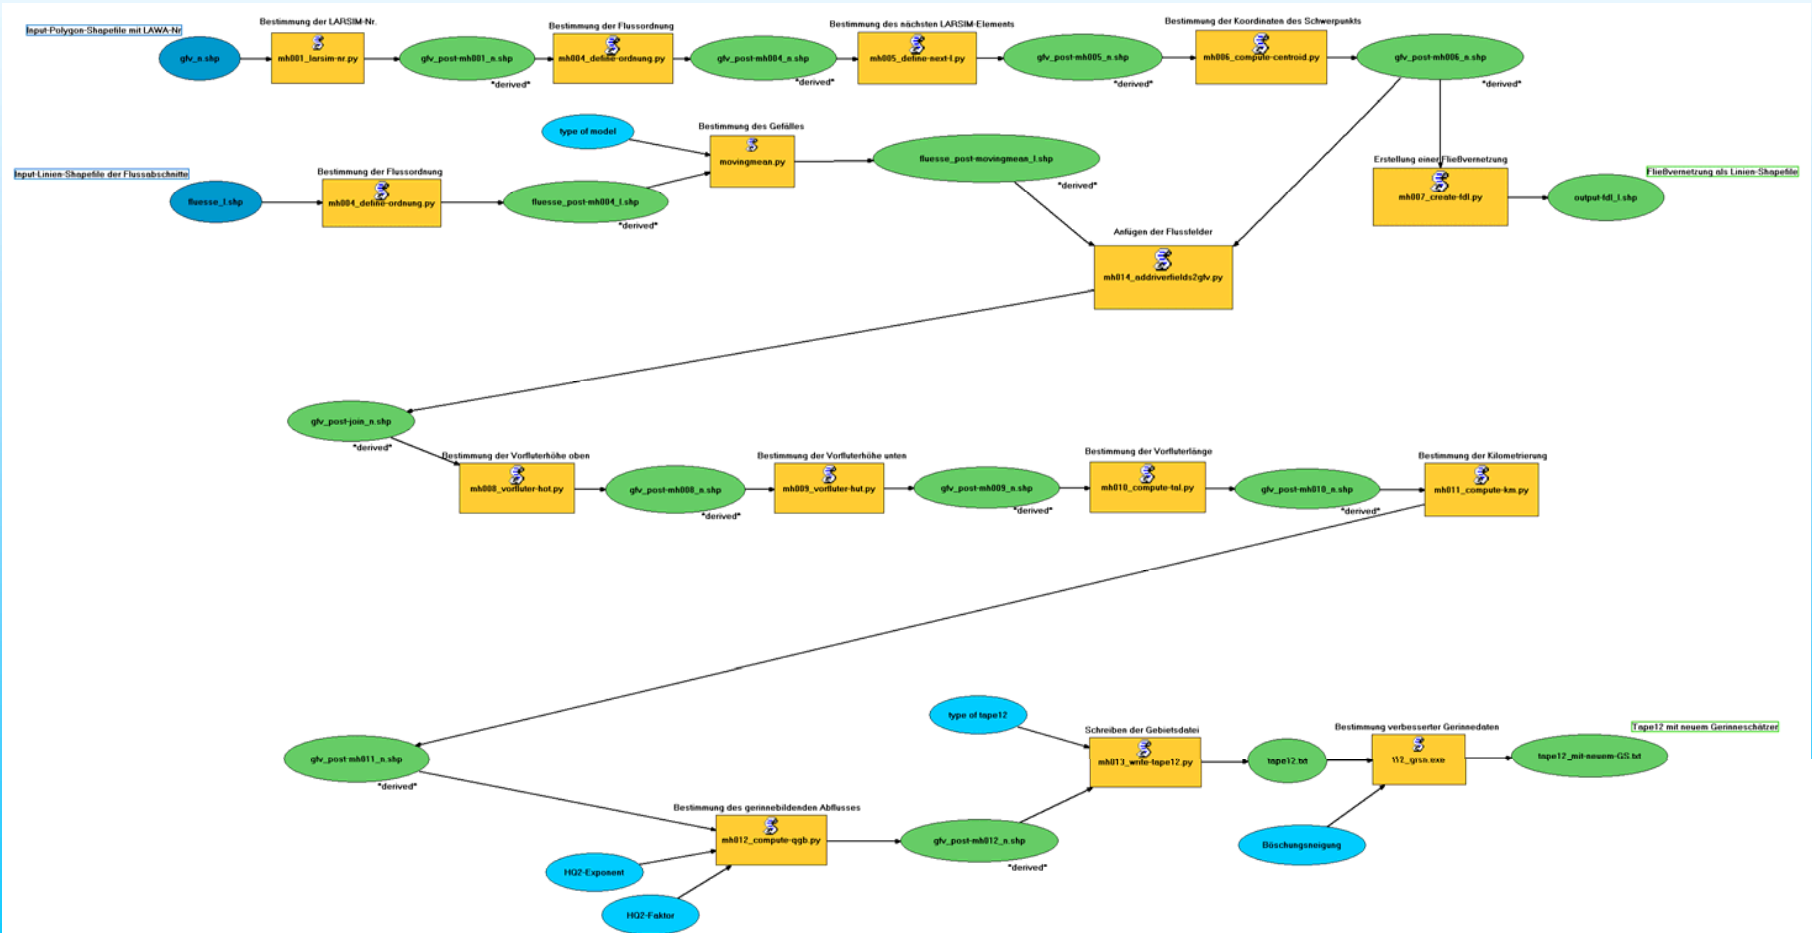 Input-Polygon-Shapefile mit LAWA-Nr
Bestimmung der LARSIM-Nr.
Bestimmung der Flussordnung
Bestimmung des nächsten LARSIM-Elements
Bestimmung der Koordinaten des Schwerpunkts
gfv_n.shp
mh001_larsim-nr.py
gfv_post-mh001_n.shp
mh004_define-ordnung.py
gfv_post-mh004_n.shp
mh005_define-next-l.py
gfv_post-mh005_n.shp
mh006_compute-centroid.py
gfv_post-mh006_n.shp
*derived*
*derived*
*derived*
*derived*
type of model
Bestimmung des Gefälles
movingmean.py
fluesse_post-movingmean_l.shp
*derived*
Erstellung einer Fließvernetzung
mh007_create-fdl.py
Fließvernetzung als Linien-Shapefile
output-fdl_l.shp
Input-Linien-Shapefile der Flussabschnitte
Bestimmung der Flussordnung
fluesse_l.shp
mh004_define-ordnung.py
fluesse_post-mh004_l.shp
*derived*
Anfügen der Flussfelder
mh014_addriverfields2gfv.py
gfv_post-join_n.shp
*derived*
Bestimmung der Vorfluterhöhe oben
Bestimmung der Vorfluterhöhe unten
Bestimmung der Vorfluterlänge
Bestimmung der Kilometrierung
mh008_vorfluter-hot.py
gfv_post-mh008_n.shp
mh009_vorfluter-hut.py
gfv_post-mh009_n.shp
mh010_compute-tal.py
gfv_post-mh010_n.shp
mh011_compute-km.py
*derived*
*derived*
*derived*
type of tape12
Schreiben der Gebietsdatei
Bestimmung verbesserter Gerinnedaten
Tape12 mit neuem Gerinneschätzer
gfv_post-mh011_n.shp
*derived*
mh013_write-tape12.py
tape12.txt
tape12_mit-neuem-GS.txt
Bestimmung des gerinnebildenden Abflusses
mh012_compute-qgb.py
gfv_post-mh012_n.shp
*derived*
Böschungsneigung
HQ2-Exponent
HQ2-Faktor